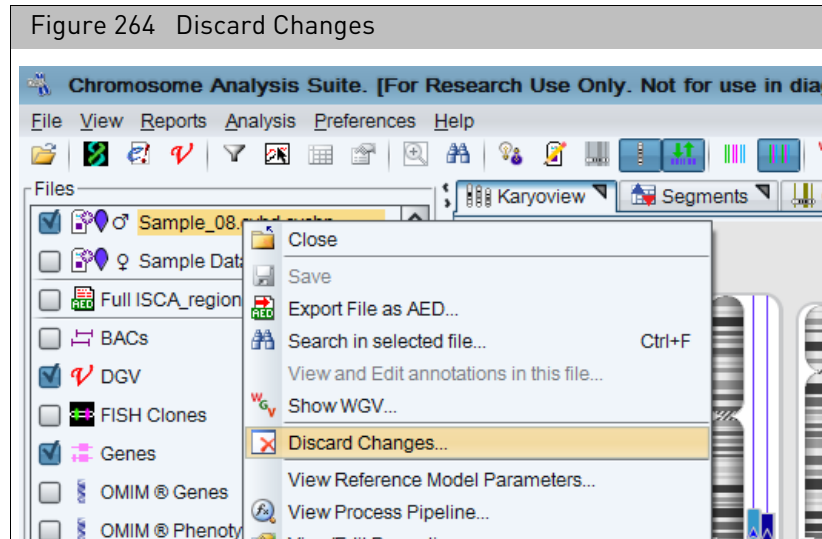 Figure 264 Discard Changes
Chromosome Analysis Suite. [For Research Use Only. Not for use in dia
File View Reports Analysis Preferences Help
Files
Karyoview
Segments
Sample_08.
Close
Sample Data
Save
Full ISCA_region
Export File as AED...
BACs
Search in selected file... Ctrl+F
DGV
View and Edit annotations in this file...
FISH Clones
Show WGV...
Genes
Discard Changes...
OMIM ® Genes
View Reference Model Parameters...
OMIM ® Phenoty
View Process Pipeline...